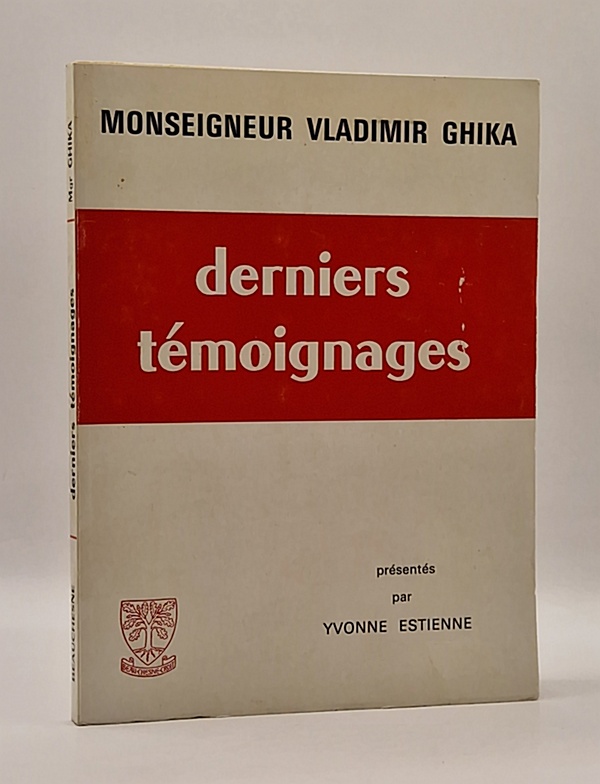 MONSEIGNEUR VLADIMIR GHIKA
derniers
témoignages
présentés
par
YVONNE ESTIENNE
Mgr GHIKA
derniers témoignages
BEAUCHESNE